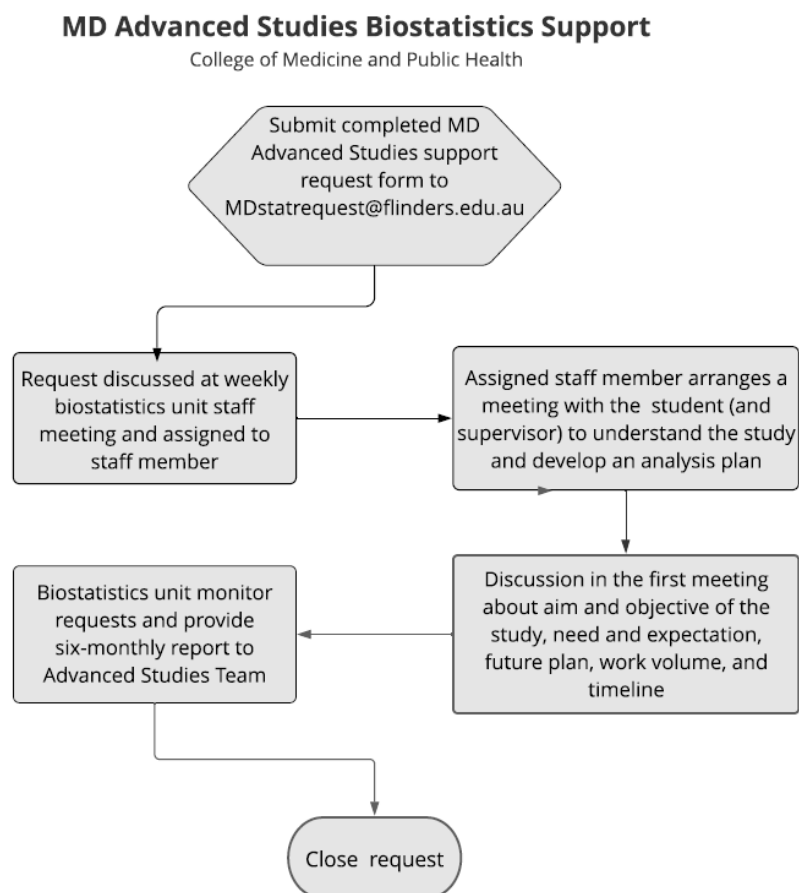 MD Advanced Studies Biostatistics Support
College of Medicine and Public Health
Submit completed MD
Advanced Studies support
request form to
MDstatrequest@flinders.edu.au
Request discussed at weekly
biostatistics unit staff
meeting and assigned to
staff member
Assigned staff member arranges a
meeting with the student (and
supervisor) to understand the study
and develop an analysis plan
Discussion in the first meeting
about aim and objective of the
study, need and expectation,
future plan, work volume, and
timeline
Biostatistics unit monitor
requests and provide
six-monthly report to
Advanced Studies Team
Close request